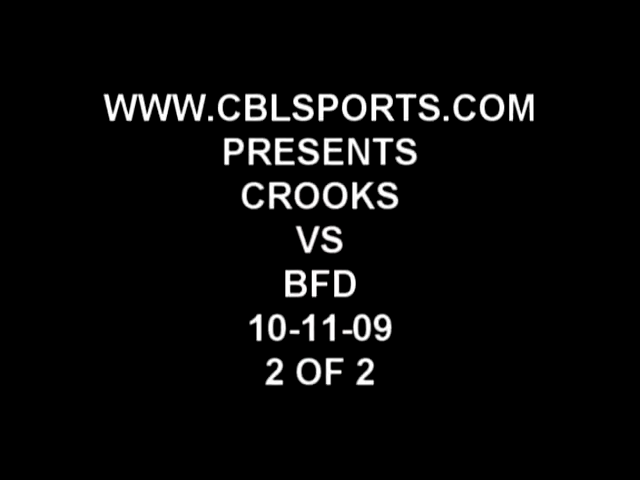 WWW.CBLSPORTS.COM
PRESENTS
CROOKS
VS
BFD
10-11-09
2 OF 2